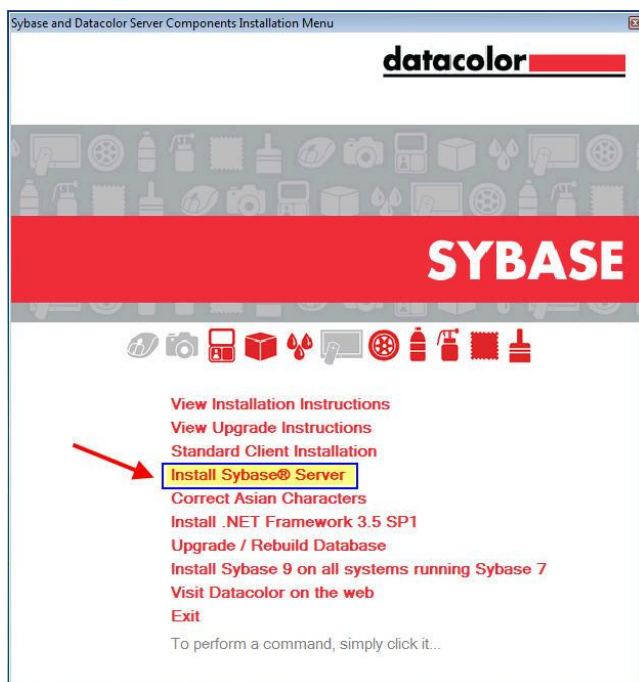 Sybase and Datacolor Server Components Installation Menu
datacolor
SYBASE
View Installation Instructions
View Upgrade Instructions
Standard Client Installation
Install Sybase® Server
Correct Asian Characters
Install .NET Framework 3.5 SP1
Upgrade / Rebuild Database
Install Sybase 9 on all systems running Sybase 7
Visit Datacolor on the web
Exit
To perform a command, simply click it...